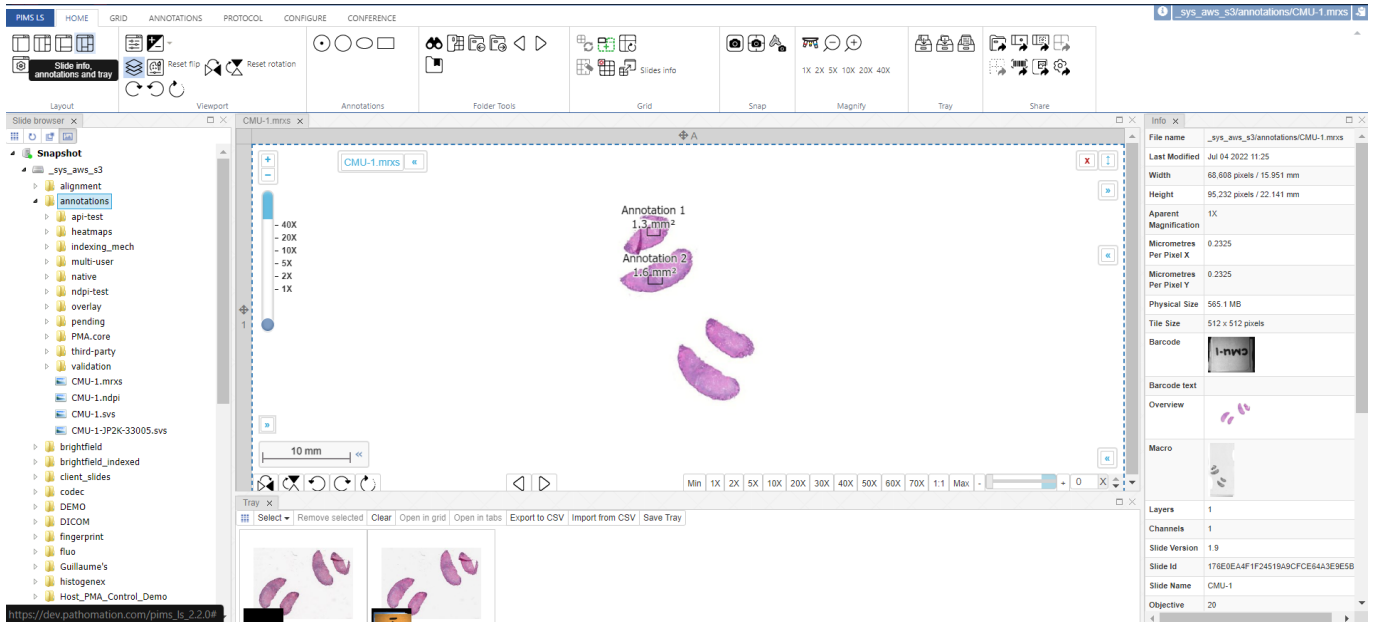 PIMS LS HOME GRID ANNOTATIONS PROTOCOL CONFIGURE CONFERENCE
_sys_aws_s3/annotations/CMU-1.mrxs
Slide info,
annotations and tray
Reset flip
Reset rotation
Slides info
1X 2X 5X 10X 20X 40X
Layout Viewport Annotations Folder Tools Grid Snap Magnify Tray Share
Slide browser x
Snapshot
_sys_aws_s3
alignment
annotations
api-test
heatmaps
indexing_mech
multi-user
native
ndpi-test
overlay
pending
PMA.core
third-party
validation
CMU-1.mrxs
CMU-1.ndpi
CMU-1.svs
CMU-1-JP2K-33005.svs
brightfield
brightfield_indexed
client_slides
codec
DEMO
DICOM
fingerprint
fluo
Guillaume's
histogenex
Host_PMA_Control_Demo
https://dev.pathomation.com/pims_ls_2.2.0#
CMU-1.mrxs x
A
1
+
−
CMU-1.mrxs «
x
- 40X
- 20X
- 10X
- 5X
- 2X
- 1X
Annotation 1
1.3 mm²
Annotation 2
1.6 mm²
10 mm «
Min 1X 2X 5X 10X 20X 30X 40X 50X 60X 70X 1:1 Max - + 0 X
Tray x
Select Remove selected Clear Open in grid Open in tabs Export to CSV Import from CSV Save Tray
Info x
File name _sys_aws_s3/annotations/CMU-1.mrxs
Last Modified Jul 04 2022 11:25
Width 68,608 pixels / 15.951 mm
Height 95,232 pixels / 22.141 mm
Aparent
Magnification 1X
Micrometres
Per Pixel X 0.2325
Micrometres
Per Pixel Y 0.2325
Physical Size 565.1 MB
Tile Size 512 x 512 pixels
Barcode CMU-1
Barcode text
Overview
Macro
Layers 1
Channels 1
Slide Version 1.9
Slide Id 176E0EA4F1F24519A9CFCE64A3E9E5B
Slide Name CMU-1
Objective 20